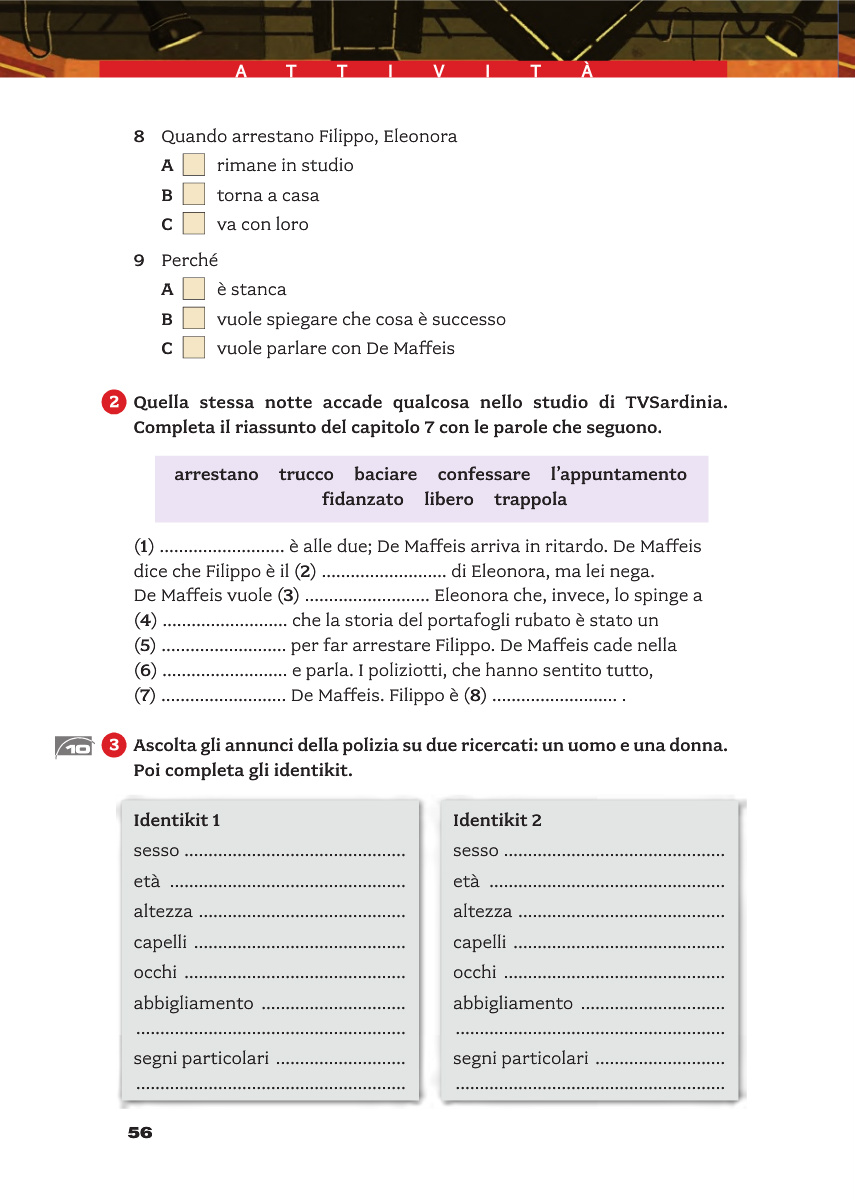 ATTIVITÀ
8 Quando arrestano Filippo, Eleonora
A rimane in studio
B torna a casa
C va con loro
9 Perché
A è stanca
B vuole spiegare che cosa è successo
C vuole parlare con De Maffeis
2 Quella stessa notte accade qualcosa nello studio di TVSardinia.
Completa il riassunto del capitolo 7 con le parole che seguono.
arrestano trucco baciare confessare l'appuntamento
fidanzato libero trappola
(1) .......................... è alle due; De Maffeis arriva in ritardo. De Maffeis
dice che Filippo è il (2) .......................... di Eleonora, ma lei nega.
De Maffeis vuole (3) .......................... Eleonora che, invece, lo spinge a
(4) .......................... che la storia del portafogli rubato è stato un
(5) .......................... per far arrestare Filippo. De Maffeis cade nella
(6) .......................... e parla. I poliziotti, che hanno sentito tutto,
(7) .......................... De Maffeis. Filippo è (8) .......................... .
10 3 Ascolta gli annunci della polizia su due ricercati: un uomo e una donna.
Poi completa gli identikit.
Identikit 1
sesso ..............................................
età .................................................
altezza ...........................................
capelli ............................................
occhi ..............................................
abbigliamento ..............................
........................................................
segni particolari ...........................
........................................................
Identikit 2
sesso ..............................................
età .................................................
altezza ...........................................
capelli ............................................
occhi ..............................................
abbigliamento ..............................
........................................................
segni particolari ...........................
........................................................
56